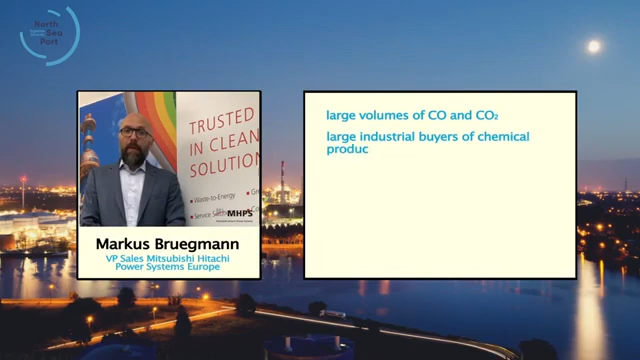 North
Sea
Port
TRUSTED
IN CLEAN
SOLUTION
• Waste-to-Energy
• Service
MHPS
Markus Bruegmann
VP Sales Mitsubishi Hitachi
Power Systems Europe
large volumes of CO and CO₂
large industrial buyers of chemical
produc